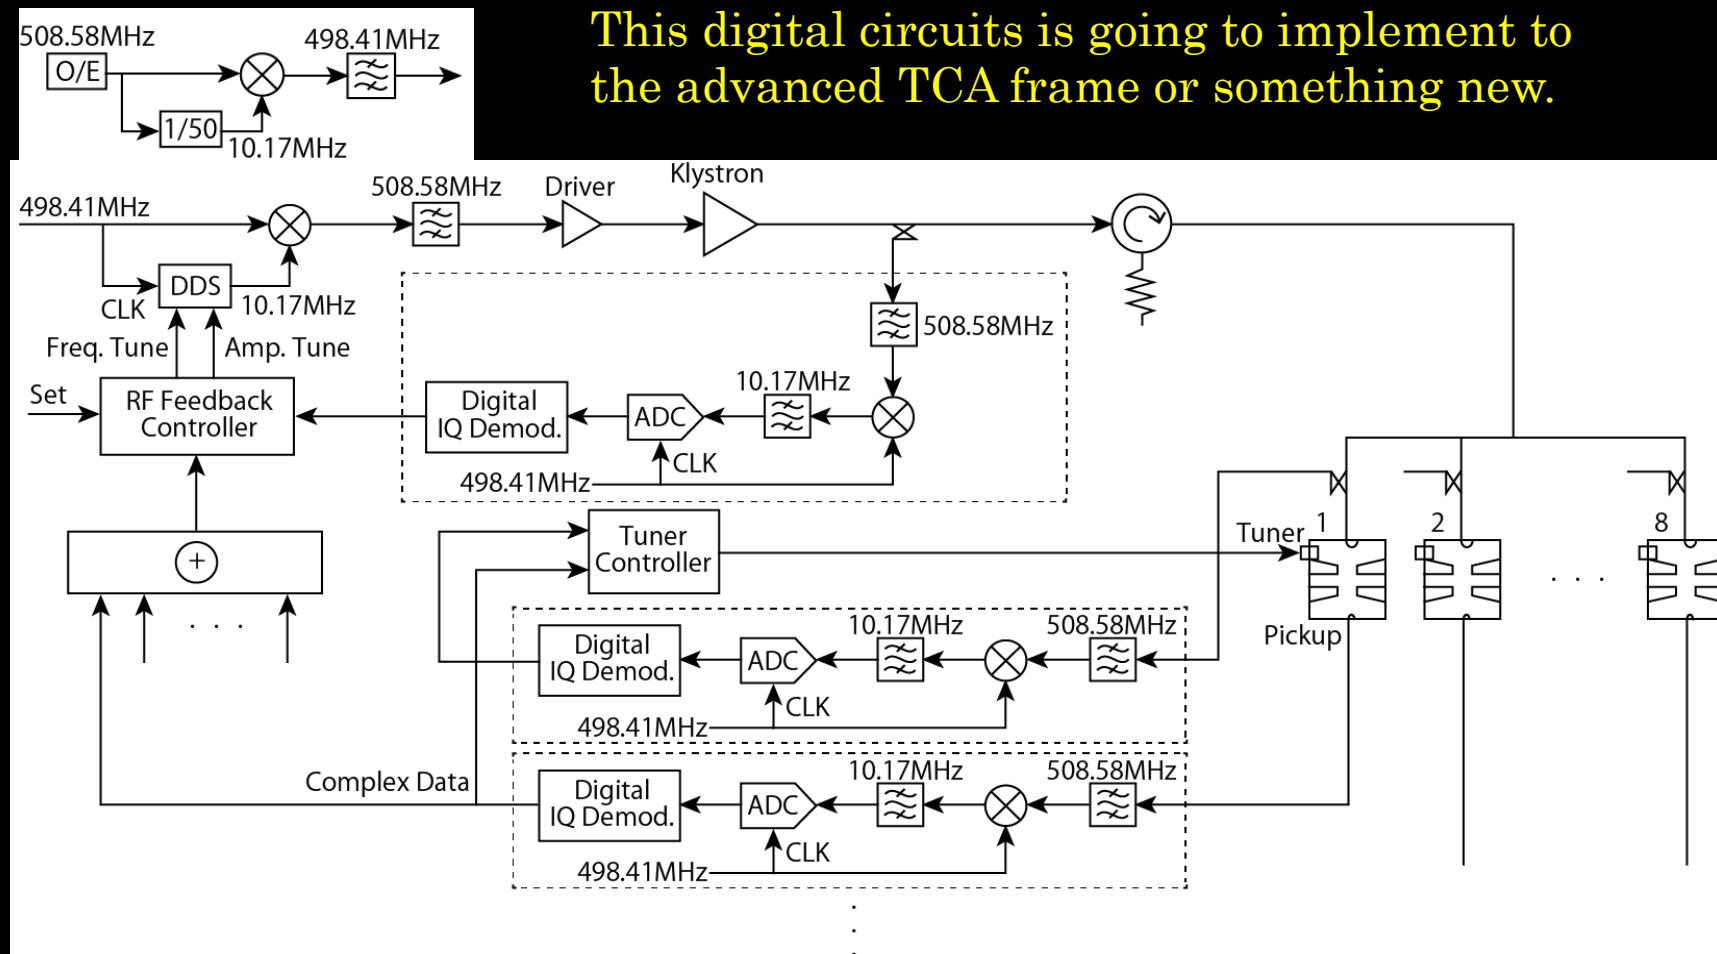 This digital circuits is going to implement to
the advanced TCA frame or something new.
508.58MHz
O/E
498.41MHz
1/50
10.17MHz
498.41MHz
508.58MHz
Driver
Klystron
DDS
CLK
10.17MHz
Freq. Tune
Amp. Tune
Set
RF Feedback
Controller
508.58MHz
10.17MHz
Digital
IQ Demod.
ADC
CLK
498.41MHz
+
. . .
Tuner
Controller
Tuner
1
2
8
. . .
Pickup
Digital
IQ Demod.
ADC
10.17MHz
508.58MHz
CLK
498.41MHz
Complex Data
Digital
IQ Demod.
ADC
10.17MHz
508.58MHz
CLK
498.41MHz